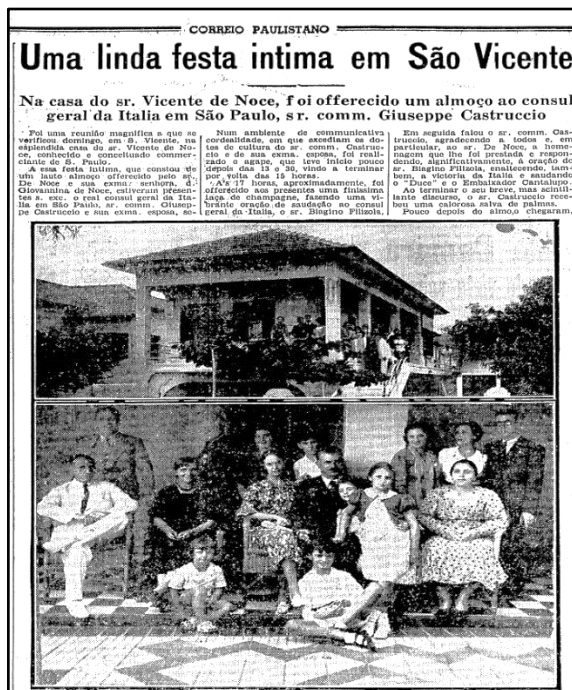 CORREIO PAULISTANO
Uma linda festa intima em São Vicente
Na casa do sr. Vicente de Noce, foi offerecido um almoço ao consul
geral da Italia em São Paulo, sr. comm. Giuseppe Castruccio
Foi uma reunião magnifica a que se
verificou domingo, em S. Vicente, na
esplendida casa do sr. Vicente de No-
ce, conhecido e conceituado commer-
ciante de S. Paulo.
A essa festa intima, que constou de
um lauto almoço offerecido pelo sr.
De Noce e sua exma. senhora, d.
Giovannina de Noce, estiveram presen-
tes s. exc. o real consul geral da Ita-
lia em São Paulo, sr. comm. Giusep-
pe Castruccio e sua exma. esposa, se-
Num ambiente de communicativa
cordealidade, em que excediam os do-
tes de cultura do sr. comm. Castruc-
cio e de sua exma. esposa, foi reali-
zado o agape, que teve inicio pouco
depois das 13 e 30, vindo a terminar
por volta das 15 horas.
A's 17 horas, aproximadamente, foi
offerecido aos presentes uma finissima
taça de champagne, fazendo uma vi-
brante oração de saudação ao consul
geral da Italia, o sr. Biagino Filizola,
Em seguida falou o sr. comm. Cas-
truccio, agradecendo a todos e, em
particular, ao sr. De Noce, a home-
nagem que lhe foi prestada e respon-
dendo, significativamente, á oração do
sr. Biagino Filizola, enaltecendo, tam-
bem, a victoria da Italia e saudando
o "Duce" e o Embaixador Cantalupo.
Ao terminar o seu breve, mas scintil-
lante discurso, o sr. Castruccio rece-
beu uma calorosa salva de palmas.
Pouco depois do almoço chegaram,